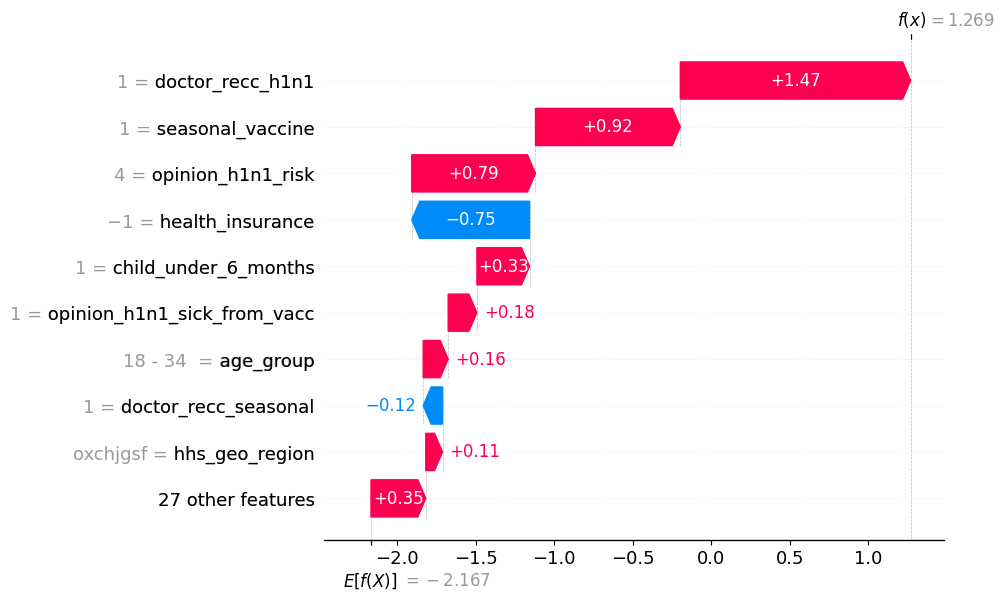 f(x) = 1.269
1 = doctor_recc_h1n1
+1.47
1 = seasonal_vaccine
+0.92
4 = opinion_h1n1_risk
+0.79
−1 = health_insurance
−0.75
1 = child_under_6_months
+0.33
1 = opinion_h1n1_sick_from_vacc
+0.18
18 - 34 = age_group
+0.16
1 = doctor_recc_seasonal
−0.12
oxchjgsf = hhs_geo_region
+0.11
27 other features
+0.35
−2.0 −1.5 −1.0 −0.5 0.0 0.5 1.0
E[f(X)] = −2.167